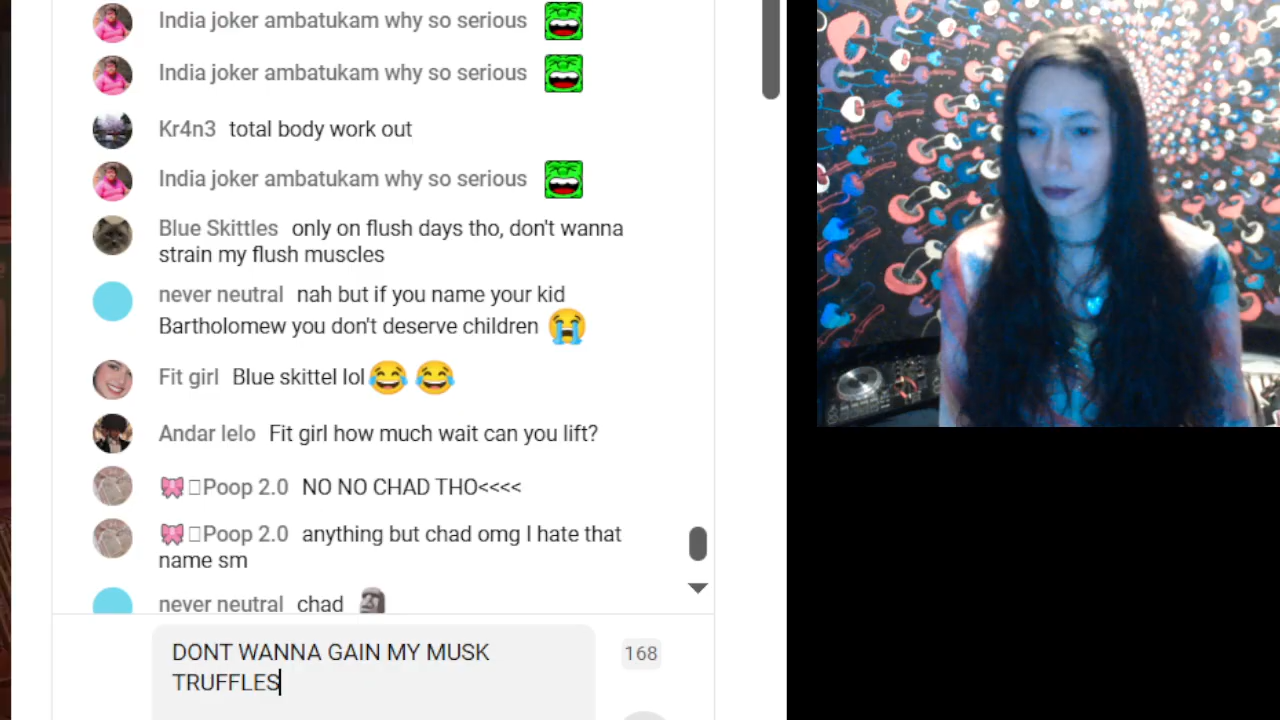 India joker ambatukam why so serious
India joker ambatukam why so serious
Kr4n3 total body work out
India joker ambatukam why so serious
Blue Skittles only on flush days tho, don't wanna
strain my flush muscles
never neutral nah but if you name your kid
Bartholomew you don't deserve children 😭
Fit girl Blue skittel lol😂😂
Andar lelo Fit girl how much wait can you lift?
🎀▯Poop 2.0 NO NO CHAD THO<<<<
🎀▯Poop 2.0 anything but chad omg I hate that
name sm
never neutral chad 🗿
DONT WANNA GAIN MY MUSK
TRUFFLES
168